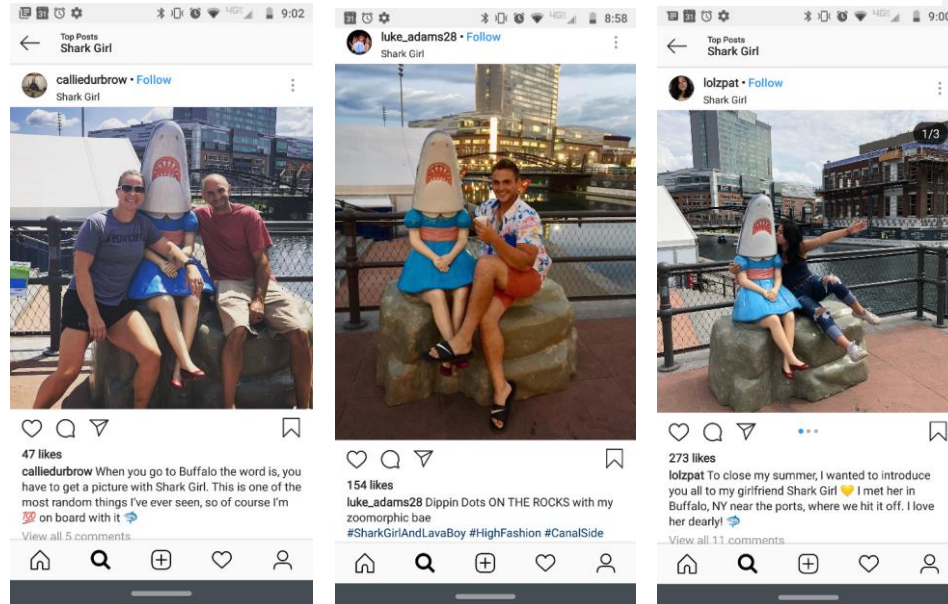 9:02
Top Posts
Shark Girl
calliedurbrow • Follow
Shark Girl
47 likes
calliedurbrow When you go to Buffalo the word is, you
have to get a picture with Shark Girl. This is one of the
most random things I've ever seen, so of course I'm
💯 on board with it 🦈
View all 5 comments
8:58
luke_adams28 • Follow
Shark Girl
154 likes
luke_adams28 Dippin Dots ON THE ROCKS with my
zoomorphic bae
#SharkGirlAndLavaBoy #HighFashion #CanalSide
Top Posts
Shark Girl
lolzpat • Follow
Shark Girl
1/3
273 likes
lolzpat To close my summer, I wanted to introduce
you all to my girlfriend Shark Girl 💛 I met her in
Buffalo, NY near the ports, where we hit it off. I love
her dearly! 🦈
View all 11 comments